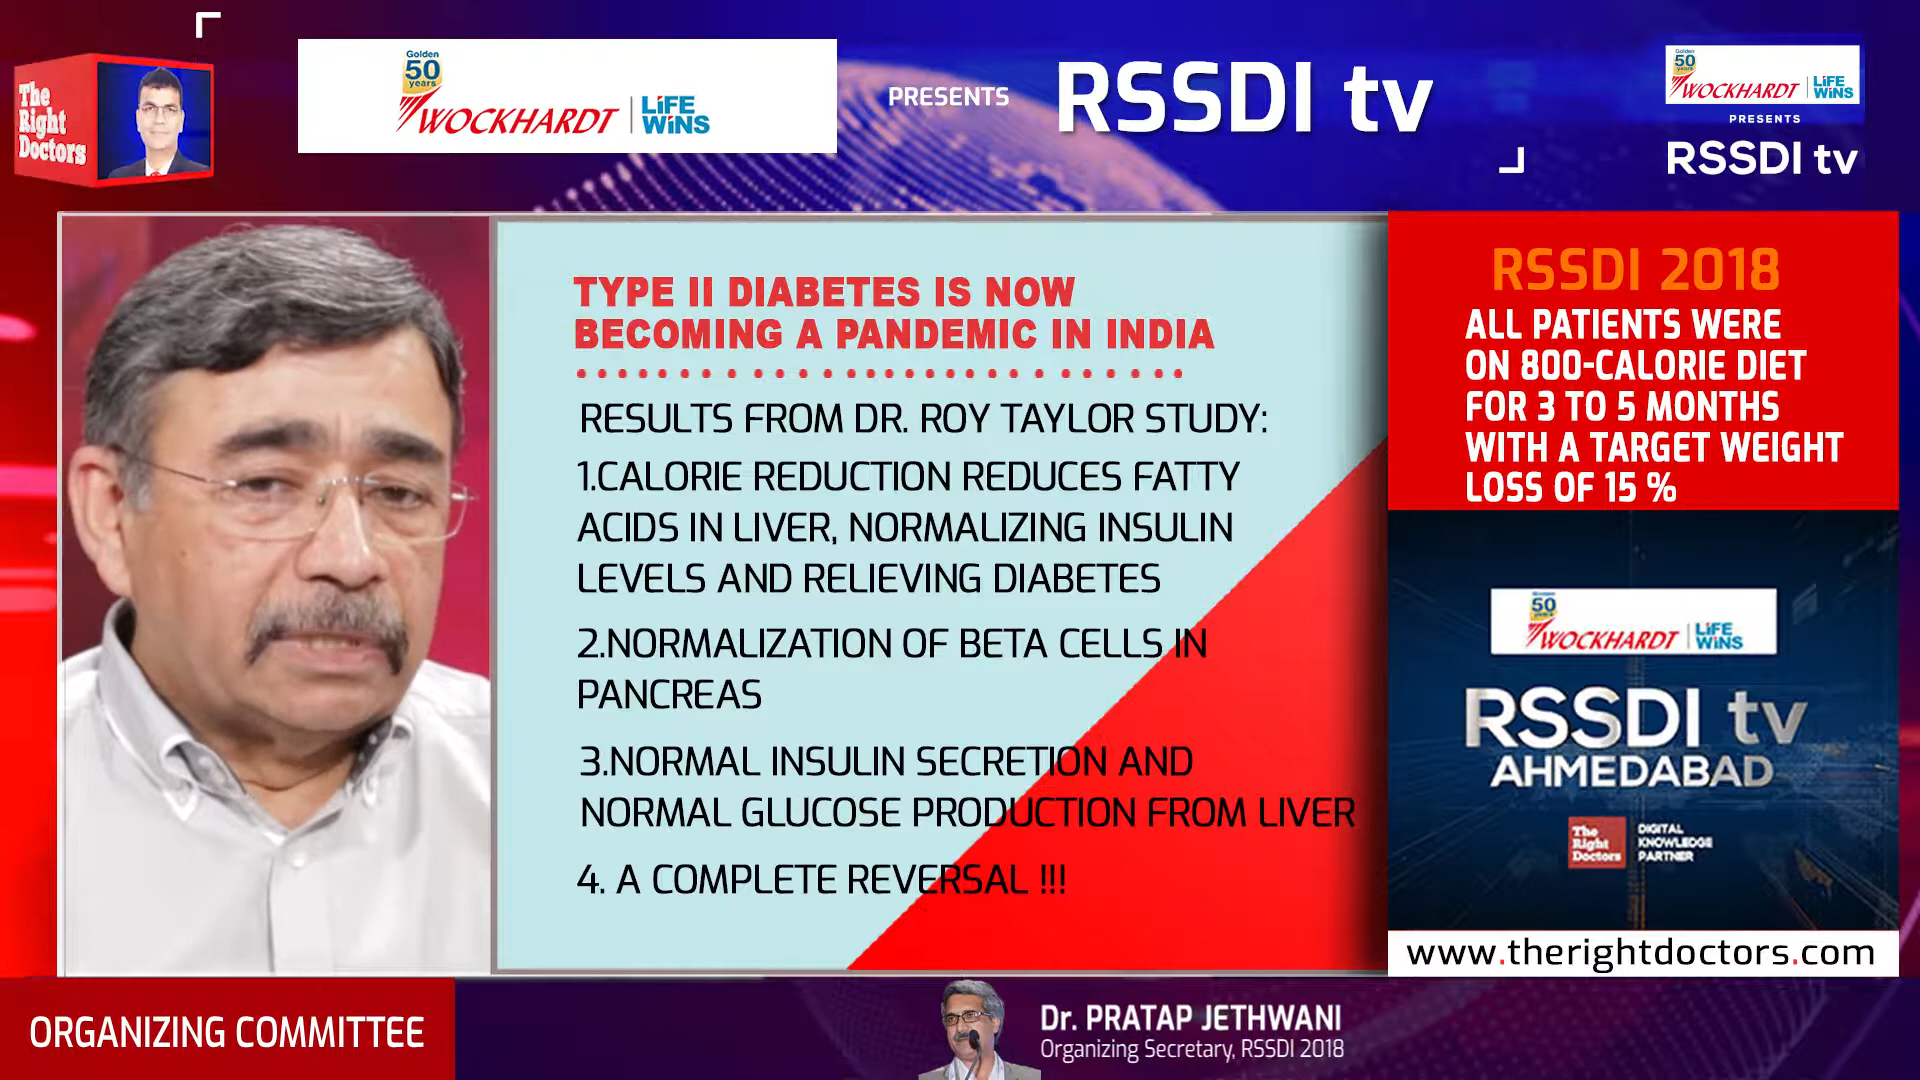 The
Right
Doctors
Golden
50
years
WOCKHARDT
LiFE
WiNS
PRESENTS
RSSDI tv
Golden
50
years
WOCKHARDT
LiFE
WiNS
PRESENTS
RSSDI tv
TYPE II DIABETES IS NOW
BECOMING A PANDEMIC IN INDIA
RESULTS FROM DR. ROY TAYLOR STUDY:
1.CALORIE REDUCTION REDUCES FATTY
ACIDS IN LIVER, NORMALIZING INSULIN
LEVELS AND RELIEVING DIABETES
2.NORMALIZATION OF BETA CELLS IN
PANCREAS
3.NORMAL INSULIN SECRETION AND
NORMAL GLUCOSE PRODUCTION FROM LIVER
4. A COMPLETE REVERSAL !!!
RSSDI 2018
ALL PATIENTS WERE
ON 800-CALORIE DIET
FOR 3 TO 5 MONTHS
WITH A TARGET WEIGHT
LOSS OF 15 %
50
WOCKHARDT
LiFE
WiNS
RSSDI tv
AHMEDABAD
The
Right
Doctors
DIGITAL
KNOWLEDGE
PARTNER
www.therightdoctors.com
ORGANIZING COMMITTEE
Dr. PRATAP JETHWANI
Organizing Secretary, RSSDI 2018